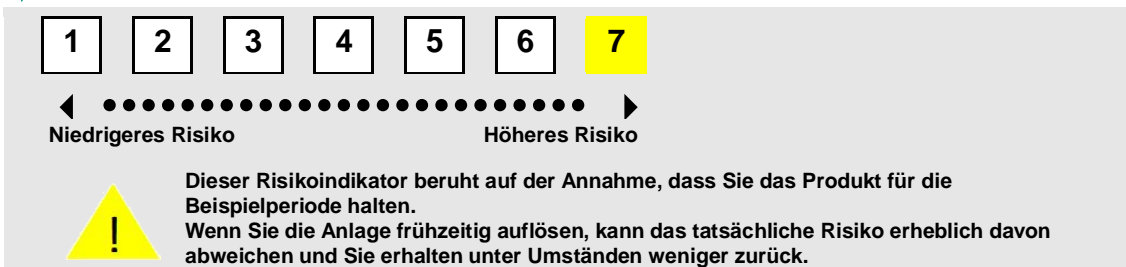 1 2 3 4 5 6 7
Niedrigeres Risiko Höheres Risiko
Dieser Risikoindikator beruht auf der Annahme, dass Sie das Produkt für die
Beispielperiode halten.
! Wenn Sie die Anlage frühzeitig auflösen, kann das tatsächliche Risiko erheblich davon
abweichen und Sie erhalten unter Umständen weniger zurück.